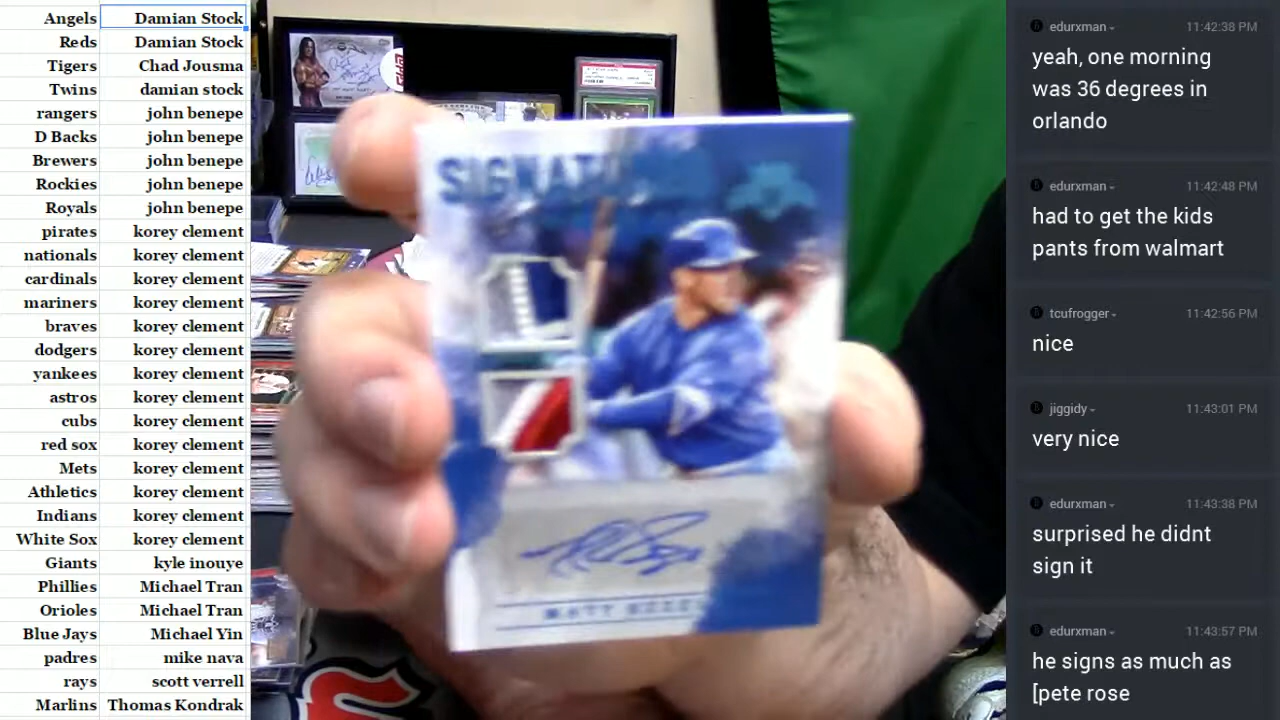 Angels Damian Stock
Reds Damian Stock
Tigers Chad Jousma
Twins damian stock
rangers john benepe
D Backs john benepe
Brewers john benepe
Rockies john benepe
Royals john benepe
pirates korey clement
nationals korey clement
cardinals korey clement
mariners korey clement
braves korey clement
dodgers korey clement
yankees korey clement
astros korey clement
cubs korey clement
red sox korey clement
Mets korey clement
Athletics korey clement
Indians korey clement
White Sox korey clement
Giants kyle inouye
Phillies Michael Tran
Orioles Michael Tran
Blue Jays Michael Yin
padres mike nava
rays scott verrell
Marlins Thomas Kondrak
MATT
edurxman 11:42:38 PM
yeah, one morning
was 36 degrees in
orlando
edurxman 11:42:48 PM
had to get the kids
pants from walmart
tcufrogger 11:42:56 PM
nice
jiggidy 11:43:01 PM
very nice
edurxman 11:43:38 PM
surprised he didnt
sign it
edurxman 11:43:57 PM
he signs as much as
[pete rose